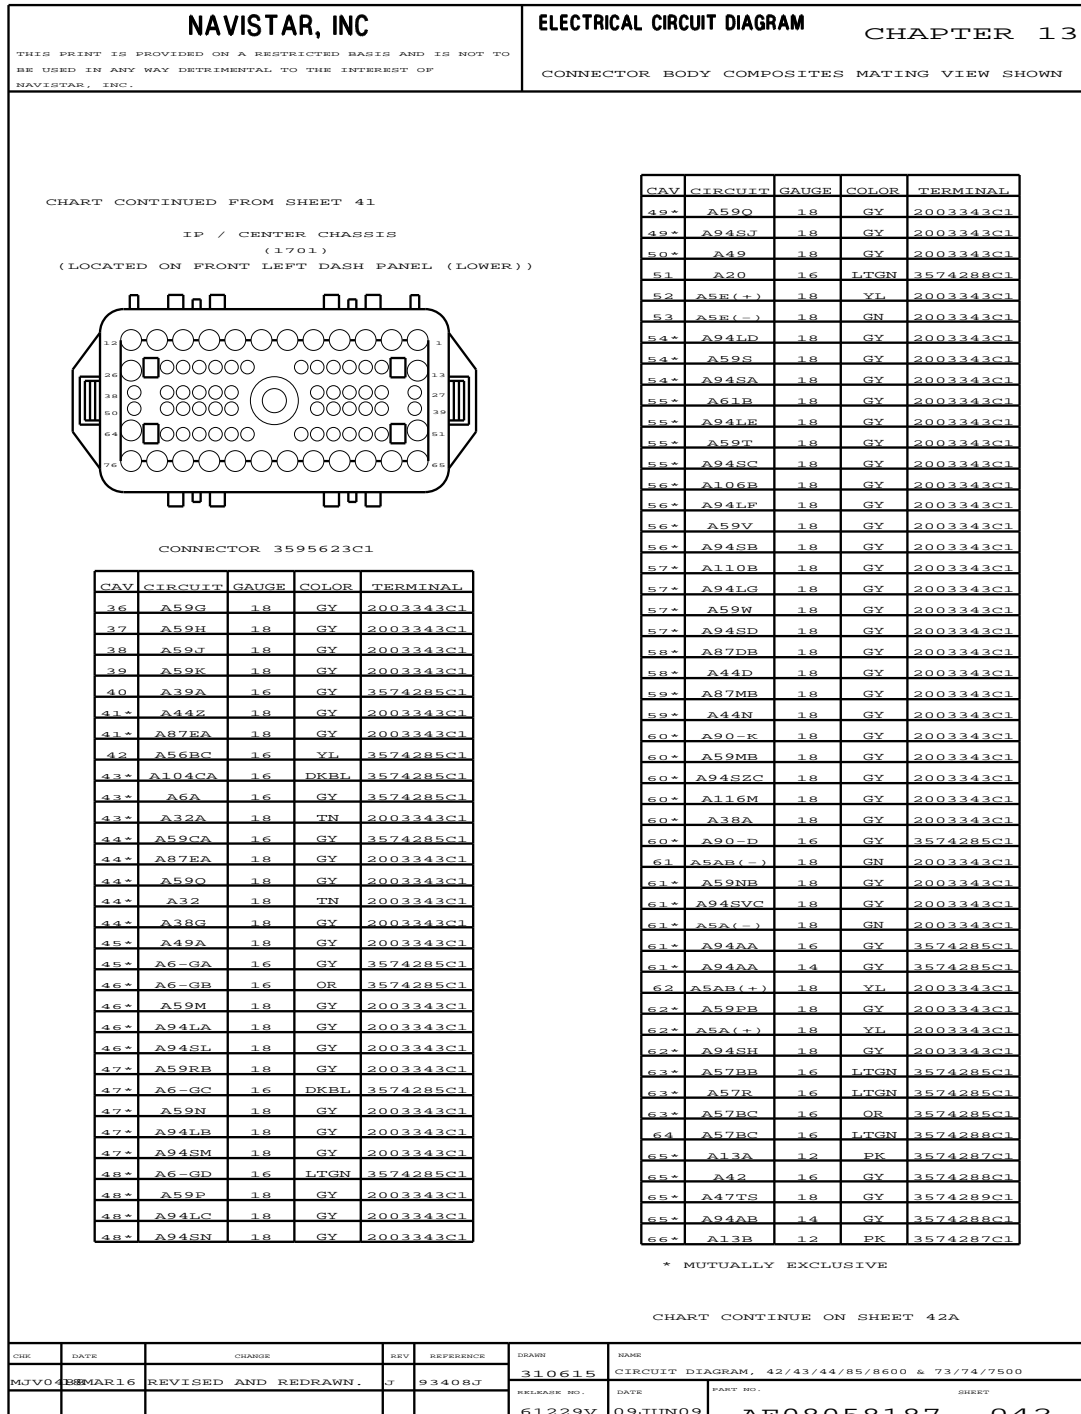 NAVISTAR, INC
THIS PRINT IS PROVIDED ON A RESTRICTED BASIS AND IS NOT TO
BE USED IN ANY WAY DETRIMENTAL TO THE INTEREST OF
NAVISTAR, INC.
ELECTRICAL CIRCUIT DIAGRAM
CHAPTER 13
CONNECTOR BODY COMPOSITES MATING VIEW SHOWN
CHART CONTINUED FROM SHEET 41
IP / CENTER CHASSIS
(1701)
(LOCATED ON FRONT LEFT DASH PANEL (LOWER))
12 1
26 13
38 27
50 39
64 51
76 65
CONNECTOR 3595623C1
CAV CIRCUIT GAUGE COLOR TERMINAL
36 A59G 18 GY 2003343C1
37 A59H 18 GY 2003343C1
38 A59J 18 GY 2003343C1
39 A59K 18 GY 2003343C1
40 A39A 16 GY 3574285C1
41* A44Z 18 GY 2003343C1
41* A87EA 18 GY 2003343C1
42 A56BC 16 YL 3574285C1
43* A104CA 16 DKBL 3574285C1
43* A6A 16 GY 3574285C1
43* A32A 18 TN 2003343C1
44* A59CA 16 GY 3574285C1
44* A87EA 18 GY 2003343C1
44* A59Q 18 GY 2003343C1
44* A32 18 TN 2003343C1
44* A38G 18 GY 2003343C1
45* A49A 18 GY 2003343C1
45* A6-GA 16 GY 3574285C1
46* A6-GB 16 OR 3574285C1
46* A59M 18 GY 2003343C1
46* A94LA 18 GY 2003343C1
46* A94SL 18 GY 2003343C1
47* A59RB 18 GY 2003343C1
47* A6-GC 16 DKBL 3574285C1
47* A59N 18 GY 2003343C1
47* A94LB 18 GY 2003343C1
47* A94SM 18 GY 2003343C1
48* A6-GD 16 LTGN 3574285C1
48* A59P 18 GY 2003343C1
48* A94LC 18 GY 2003343C1
48* A94SN 18 GY 2003343C1
CAV CIRCUIT GAUGE COLOR TERMINAL
49* A59Q 18 GY 2003343C1
49* A94SJ 18 GY 2003343C1
50* A49 18 GY 2003343C1
51 A20 16 LTGN 3574288C1
52 A5E(+) 18 YL 2003343C1
53 A5E(-) 18 GN 2003343C1
54* A94LD 18 GY 2003343C1
54* A59S 18 GY 2003343C1
54* A94SA 18 GY 2003343C1
55* A61B 18 GY 2003343C1
55* A94LE 18 GY 2003343C1
55* A59T 18 GY 2003343C1
55* A94SC 18 GY 2003343C1
56* A106B 18 GY 2003343C1
56* A94LF 18 GY 2003343C1
56* A59V 18 GY 2003343C1
56* A94SB 18 GY 2003343C1
57* A110B 18 GY 2003343C1
57* A94LG 18 GY 2003343C1
57* A59W 18 GY 2003343C1
57* A94SD 18 GY 2003343C1
58* A87DB 18 GY 2003343C1
58* A44D 18 GY 2003343C1
59* A87MB 18 GY 2003343C1
59* A44N 18 GY 2003343C1
60* A90-K 18 GY 2003343C1
60* A59MB 18 GY 2003343C1
60* A94SZC 18 GY 2003343C1
60* A116M 18 GY 2003343C1
60* A38A 18 GY 2003343C1
60* A90-D 16 GY 3574285C1
61 A5AB(-) 18 GN 2003343C1
61* A59NB 18 GY 2003343C1
61* A94SVC 18 GY 2003343C1
61* A5A(-) 18 GN 2003343C1
61* A94AA 16 GY 3574285C1
61* A94AA 14 GY 3574285C1
62 A5AB(+) 18 YL 2003343C1
62* A59PB 18 GY 2003343C1
62* A5A(+) 18 YL 2003343C1
62* A94SH 18 GY 2003343C1
63* A57BB 16 LTGN 3574285C1
63* A57R 16 LTGN 3574285C1
63* A57BC 16 OR 3574285C1
64 A57BC 16 LTGN 3574288C1
65* A13A 12 PK 3574287C1
65* A42 16 GY 3574288C1
65* A47TS 18 GY 3574289C1
65* A94AB 14 GY 3574288C1
66* A13B 12 PK 3574287C1
* MUTUALLY EXCLUSIVE
CHART CONTINUE ON SHEET 42A
CHK DATE CHANGE REV REFERENCE
MJV04 MAR16 REVISED AND REDRAWN. J 93408J
DRAWN
310615
NAME
CIRCUIT DIAGRAM, 42/43/44/85/8600 & 73/74/7500
RELEASE NO. DATE PART NO. SHEET
61229V 09JUN09 AE08058187 042